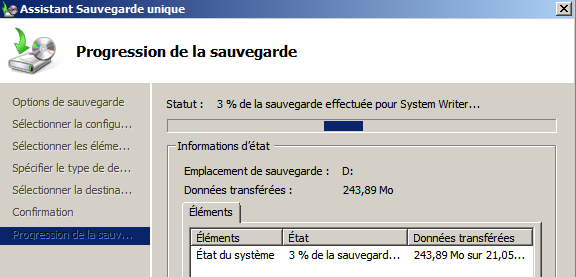 Assistant Sauvegarde unique
Progression de la sauvegarde
Options de sauvegarde
Sélectionner la configu...
Sélectionner les éléme...
Spécifier le type de de...
Sélectionner la destina...
Confirmation
Progression de la sauv...
Statut : 3 % de la sauvegarde effectuée pour System Writer...
Informations d'état
Emplacement de sauvegarde : D:
Données transférées : 243,89 Mo
Éléments
Éléments État Données transférées
État du système 3 % de la sauvegard... 243,89 Mo sur 21,05...